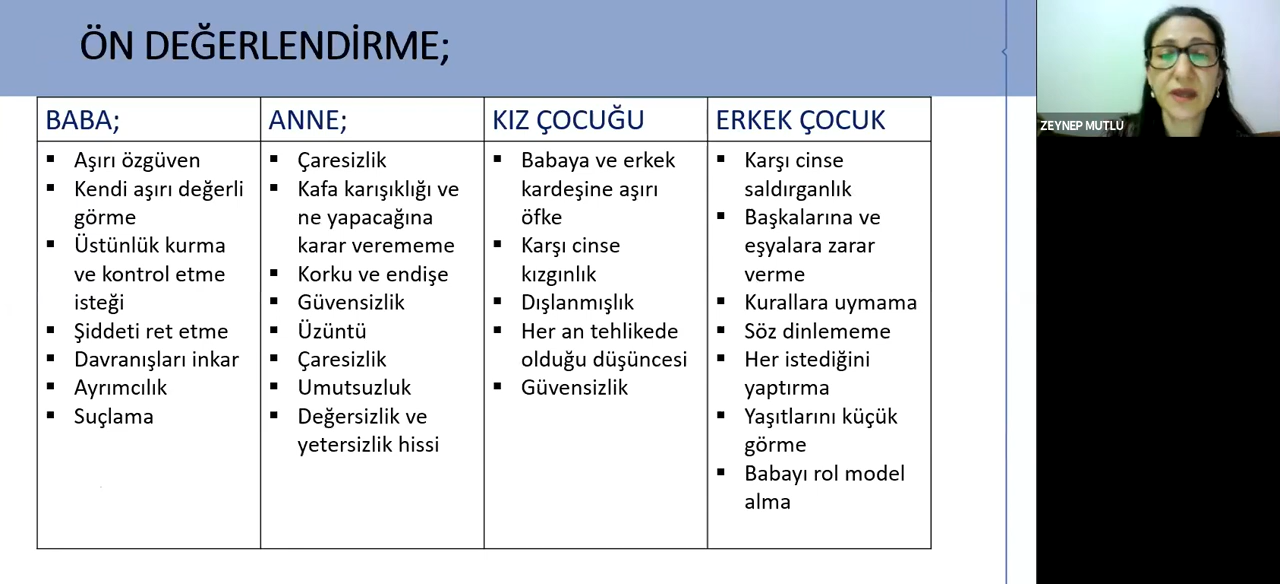 ÖN DEĞERLENDİRME;
BABA;
Aşırı özgüven
Kendi aşırı değerli
görme
Üstünlük kurma
ve kontrol etme
isteği
Şiddeti ret etme
Davranışları inkar
Ayrımcılık
Suçlama
ANNE;
Çaresizlik
Kafa karışıklığı ve
ne yapacağına
karar verememe
Korku ve endişe
Güvensizlik
Üzüntü
Çaresizlik
Umutsuzluk
Değersizlik ve
yetersizlik hissi
KIZ ÇOCUĞU
Babaya ve erkek
kardeşine aşırı
öfke
Karşı cinse
kızgınlık
Dışlanmışlık
Her an tehlikede
olduğu düşüncesi
Güvensizlik
ERKEK ÇOCUK
Karşı cinse
saldırganlık
Başkalarına ve
eşyalara zarar
verme
Kurallara uymama
Söz dinlememe
Her istediğini
yaptırma
Yaşıtlarını küçük
görme
Babayı rol model
alma
ZEYNEP MUTLU